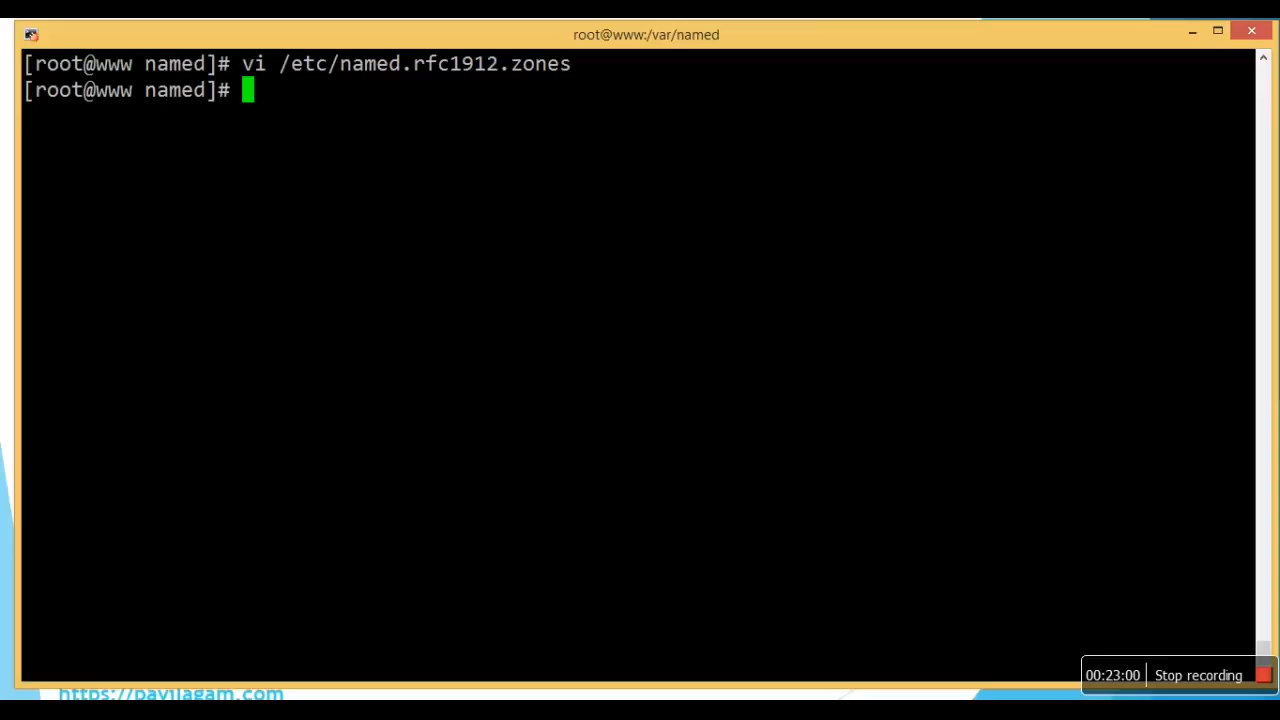 root@www:/var/named
[root@www named]# vi /etc/named.rfc1912.zones
[root@www named]#
00:23:00 Stop recording
https://payilagam.com